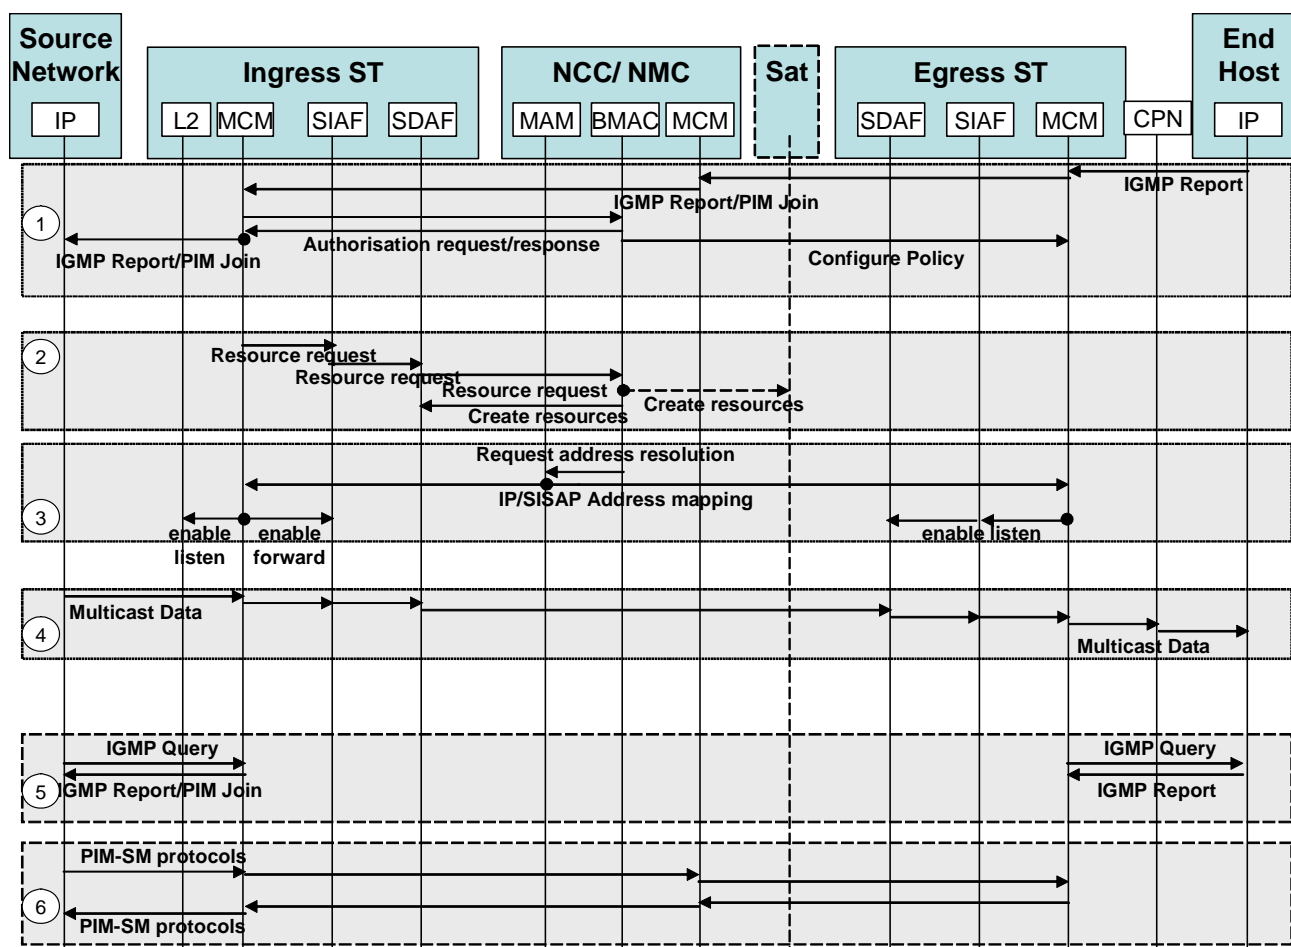 Source
Network
Ingress ST
NCC/ NMC
Sat
Egress ST
End
Host
IP
L2
MCM
SIAF
SDAF
MAM
BMAC
MCM
SDAF
SIAF
MCM
CPN
IP
1
IGMP Report
IGMP Report/PIM Join
Authorisation request/response
IGMP Report/PIM Join
Configure Policy
2
Resource request
Resource request
Resource request
Create resources
Create resources
3
Request address resolution
IP/SISAP Address mapping
enable
listen
enable
forward
enable listen
4
Multicast Data
Multicast Data
5
IGMP Query
IGMP Report/PIM Join
IGMP Query
IGMP Report
6
PIM-SM protocols
PIM-SM protocols